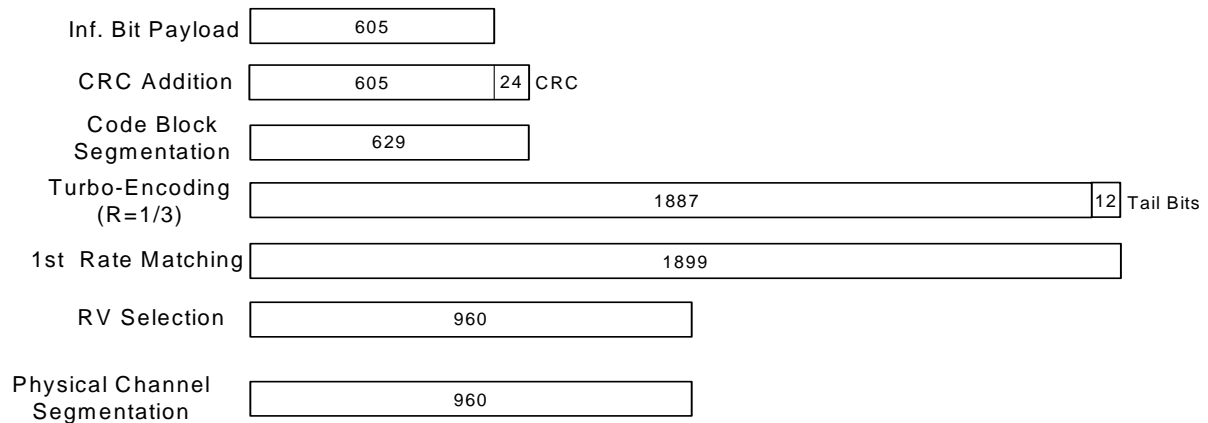 Inf. Bit Payload 605
CRC Addition 605 24 CRC
Code Block
Segmentation 629
Turbo-Encoding
(R=1/3) 1887 12 Tail Bits
1st Rate Matching 1899
RV Selection 960
Physical Channel
Segmentation 960